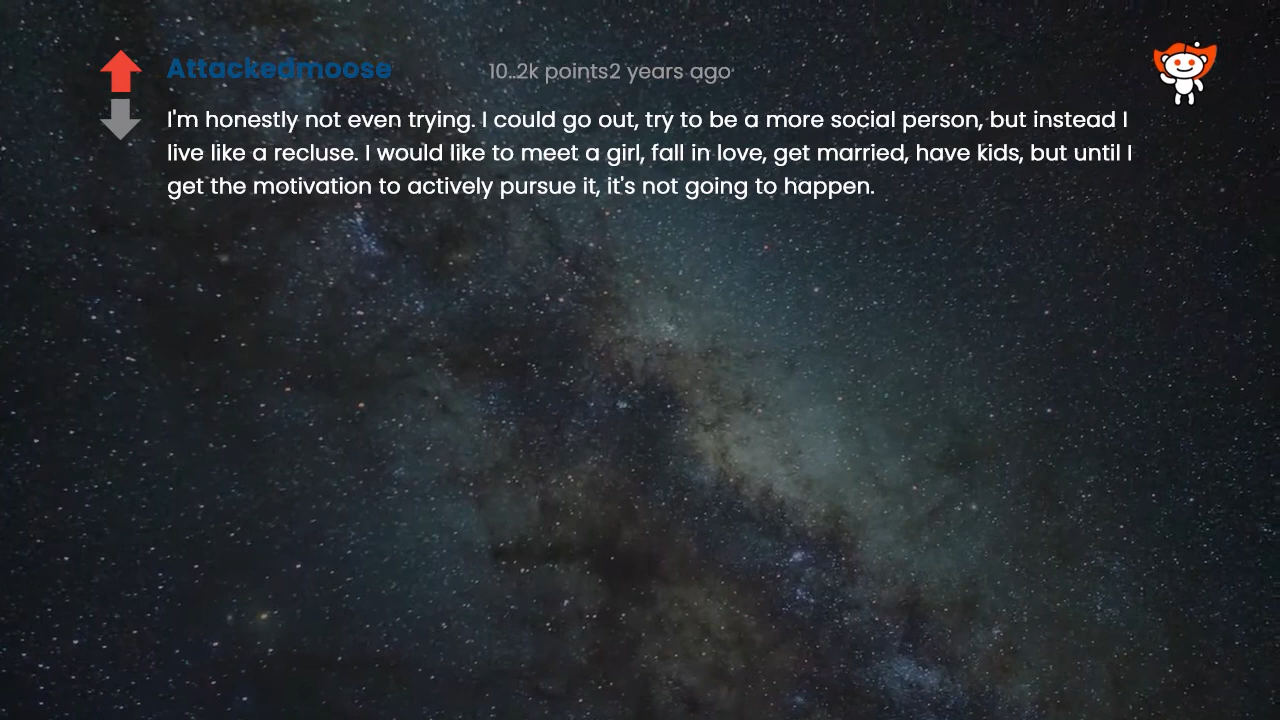 Attackedmoose 10..2k points2 years ago
I'm honestly not even trying. I could go out, try to be a more social person, but instead I
live like a recluse. I would like to meet a girl, fall in love, get married, have kids, but until I
get the motivation to actively pursue it, it's not going to happen.